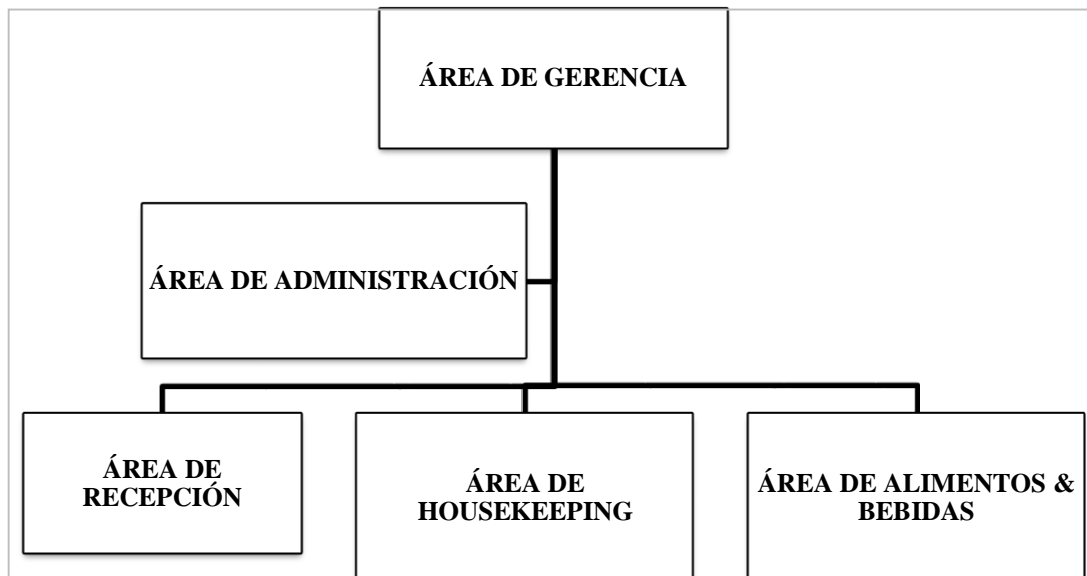 ÁREA DE GERENCIA
ÁREA DE ADMINISTRACIÓN
ÁREA DE
RECEPCIÓN
ÁREA DE
HOUSEKEEPING
ÁREA DE ALIMENTOS &
BEBIDAS